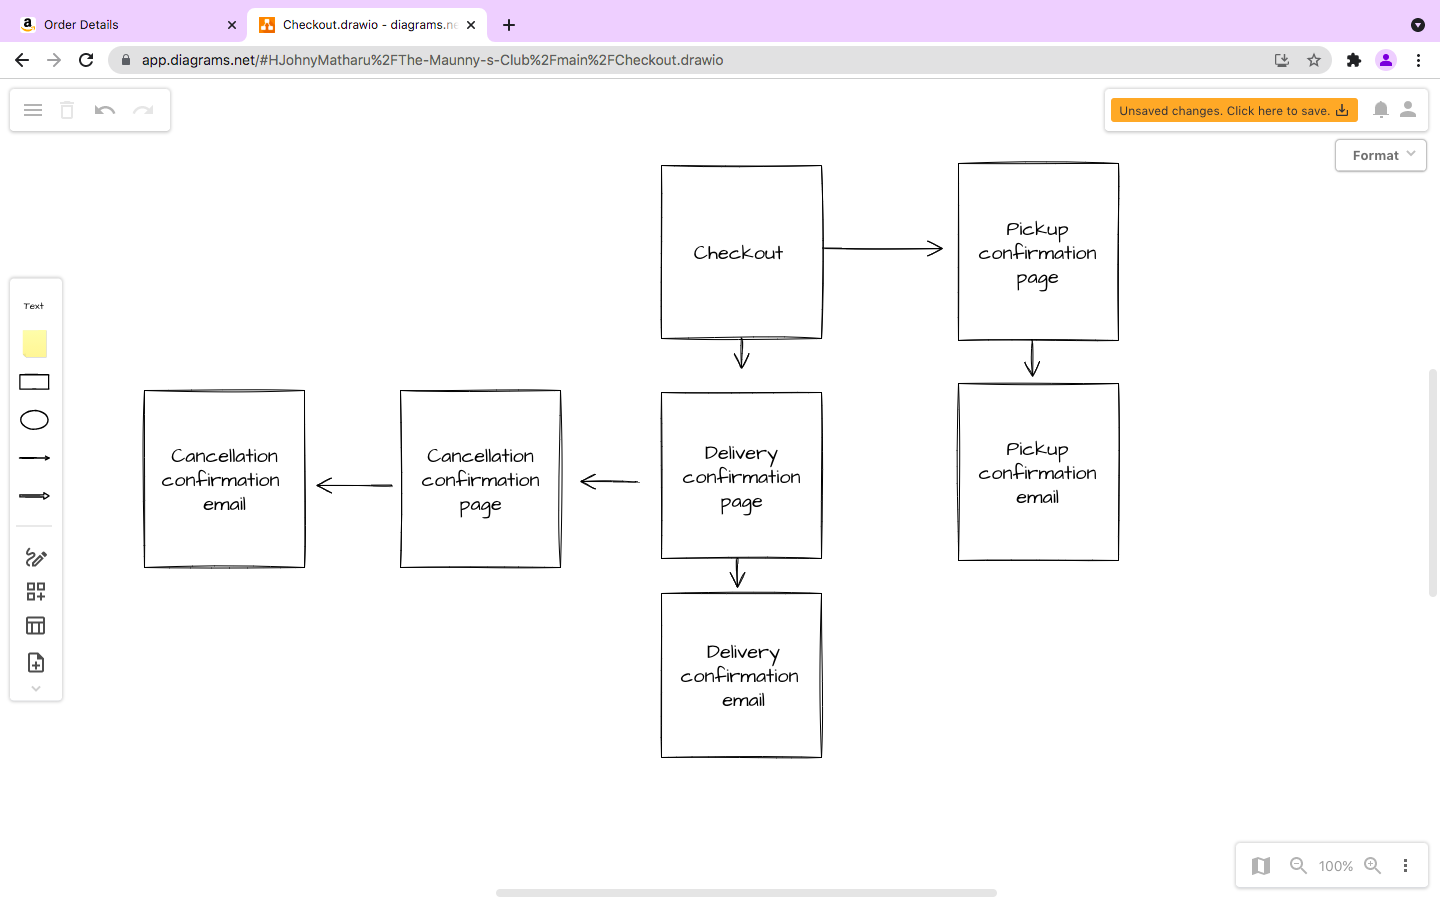 Order Details
Checkout.drawio - diagrams.ne
app.diagrams.net/#HJohnyMatharu%2FThe-Maunny-s-Club%2Fmain%2FCheckout.drawio
Unsaved changes. Click here to save.
Format
Text
Checkout
Pickup
confirmation
page
Cancellation
confirmation
email
Cancellation
confirmation
page
Delivery
confirmation
page
Pickup
confirmation
email
Delivery
confirmation
email
100%